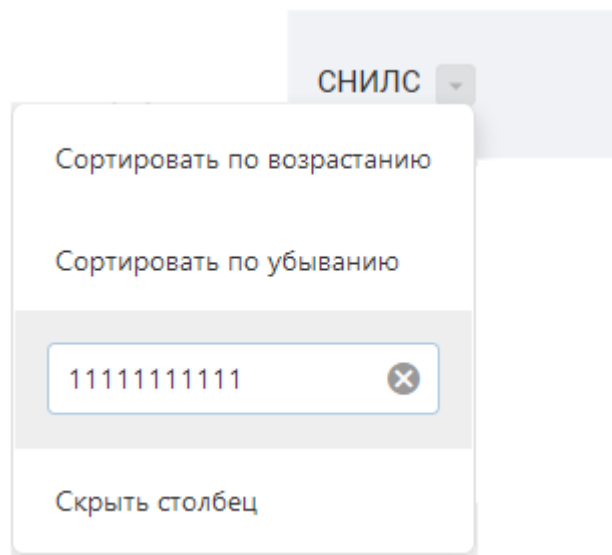 СНИЛС
Сортировать по возрастанию
Сортировать по убыванию
11111111111
Скрыть столбец